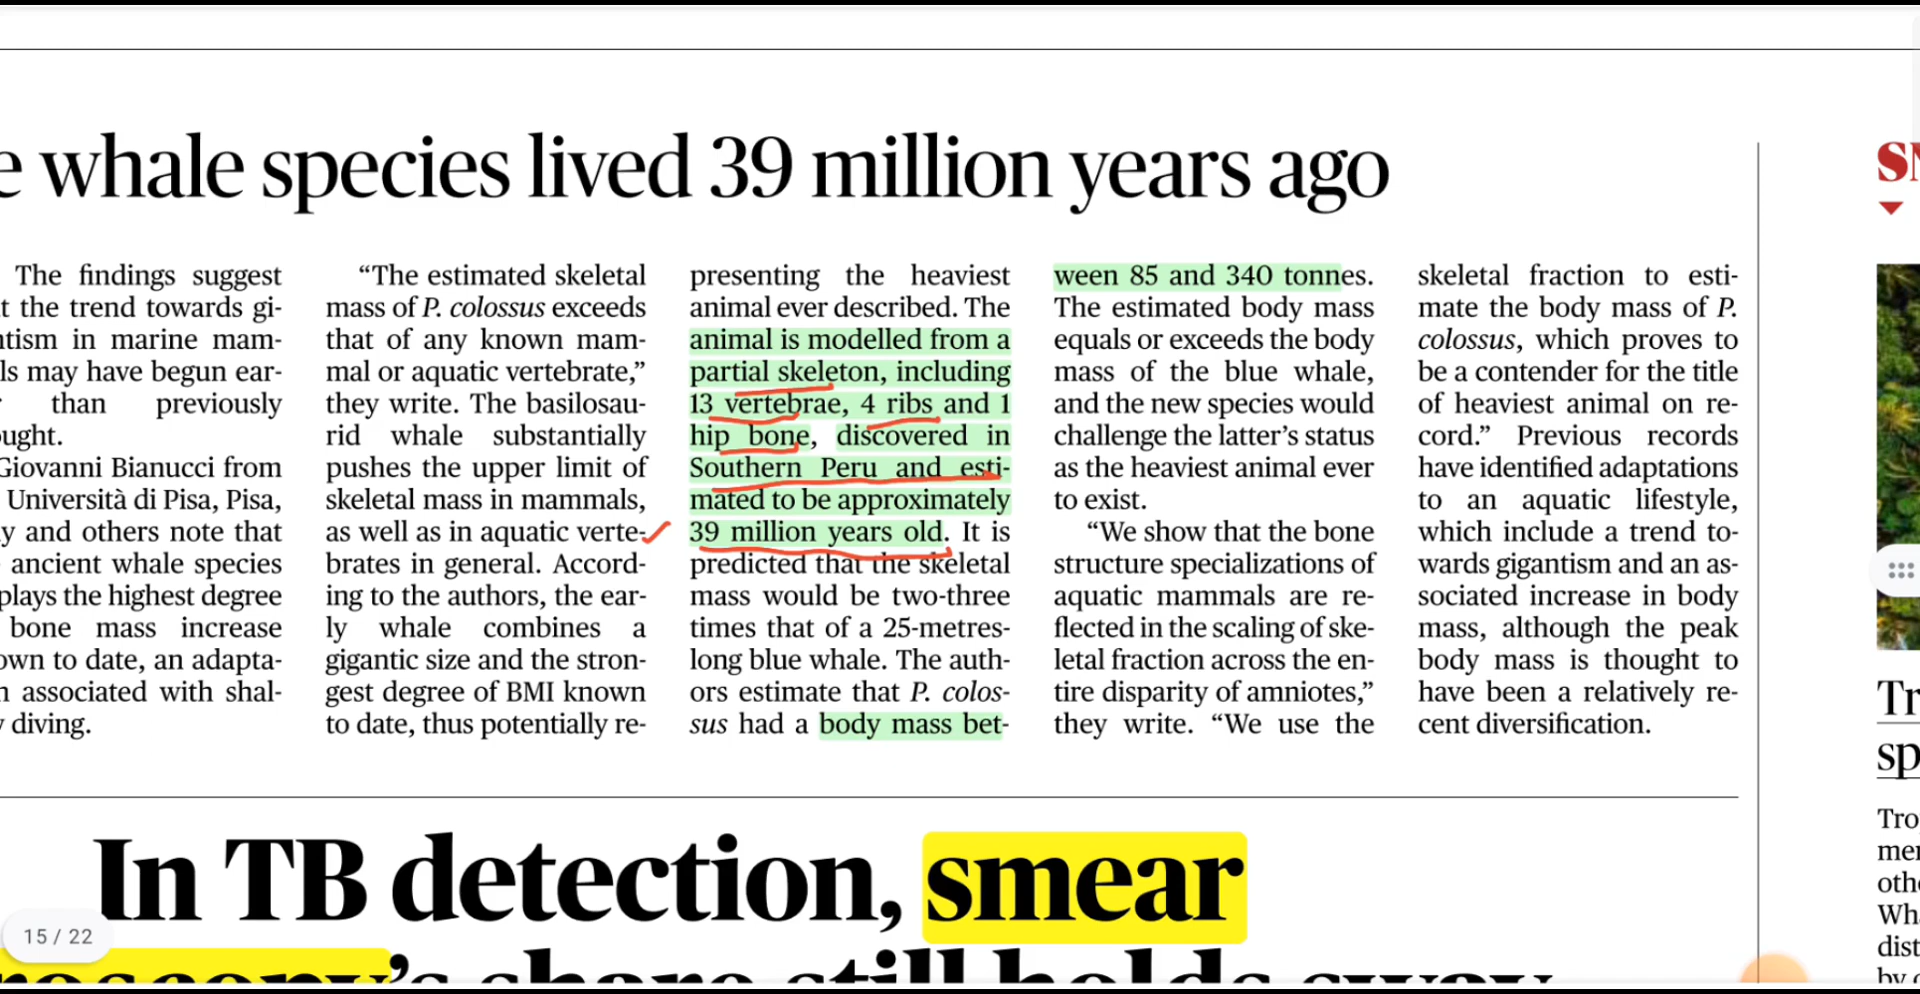 e whale species lived 39 million years ago
The findings suggest
t the trend towards gi-
ntism in marine mam-
ls may have begun ear-
than previously
ought.
Giovanni Bianucci from
Università di Pisa, Pisa,
y and others note that
ancient whale species
plays the highest degree
bone mass increase
own to date, an adapta-
n associated with shal-
diving.
“The estimated skeletal
mass of P. colossus exceeds
that of any known mam-
mal or aquatic vertebrate,”
they write. The basilosau-
rid whale substantially
pushes the upper limit of
skeletal mass in mammals,
as well as in aquatic verte-
brates in general. Accord-
ing to the authors, the ear-
ly whale combines a
gigantic size and the stron-
gest degree of BMI known
to date, thus potentially re-
presenting the heaviest
animal ever described. The
animal is modelled from a
partial skeleton, including
13 vertebrae, 4 ribs and 1
hip bone, discovered in
Southern Peru and esti-
mated to be approximately
39 million years old. It is
predicted that the skeletal
mass would be two-three
times that of a 25-metres-
long blue whale. The auth-
ors estimate that P. colos-
sus had a body mass bet-
ween 85 and 340 tonnes.
The estimated body mass
equals or exceeds the body
mass of the blue whale,
and the new species would
challenge the latter’s status
as the heaviest animal ever
to exist.
“We show that the bone
structure specializations of
aquatic mammals are re-
flected in the scaling of ske-
letal fraction across the en-
tire disparity of amniotes,”
they write. “We use the
skeletal fraction to esti-
mate the body mass of P.
colossus, which proves to
be a contender for the title
of heaviest animal on re-
cord.” Previous records
have identified adaptations
to an aquatic lifestyle,
which include a trend to-
wards gigantism and an as-
sociated increase in body
mass, although the peak
body mass is thought to
have been a relatively re-
cent diversification.
In TB detection, smear
roscopy’s share still holds sway
15 / 22
SN
Tr
sp
Tro
mer
othe
Wha
dist
by c